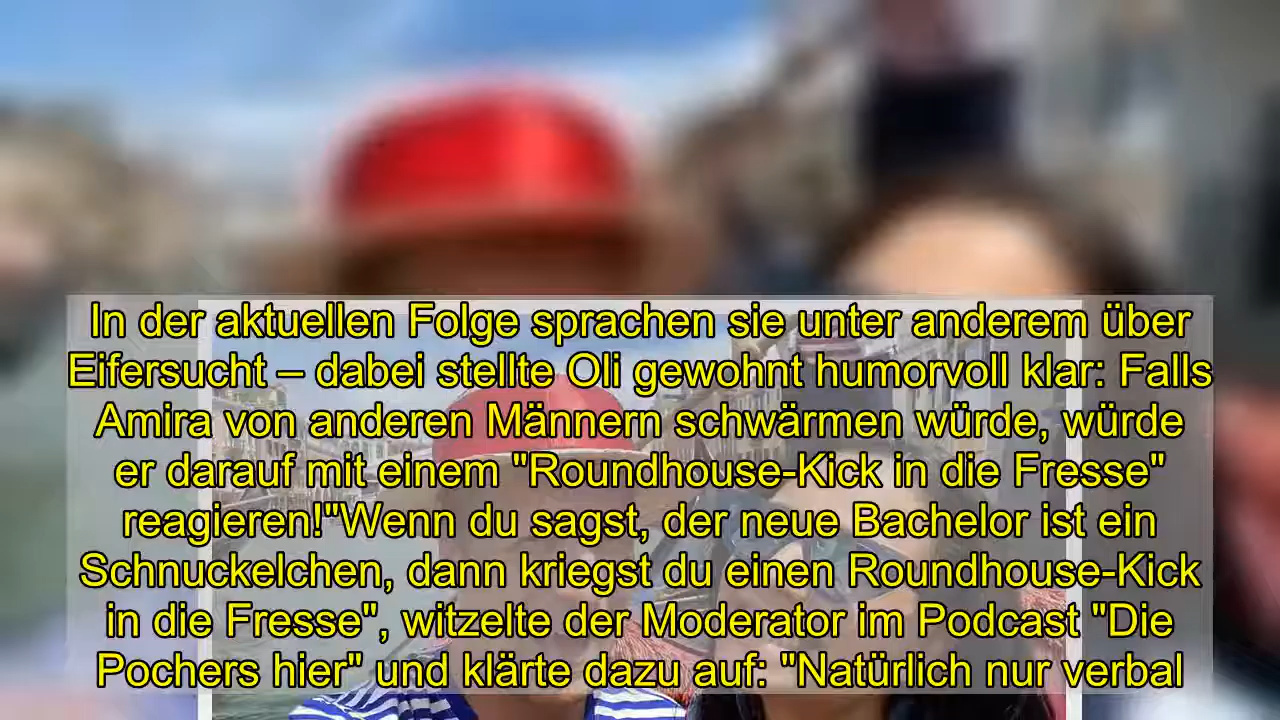 In der aktuellen Folge sprachen sie unter anderem über
Eifersucht – dabei stellte Oli gewohnt humorvoll klar: Falls
Amira von anderen Männern schwärmen würde, würde
er darauf mit einem "Roundhouse-Kick in die Fresse"
reagieren!"Wenn du sagst, der neue Bachelor ist ein
Schnuckelchen, dann kriegst du einen Roundhouse-Kick
in die Fresse", witzelte der Moderator im Podcast "Die
Pochers hier" und klärte dazu auf: "Natürlich nur verbal